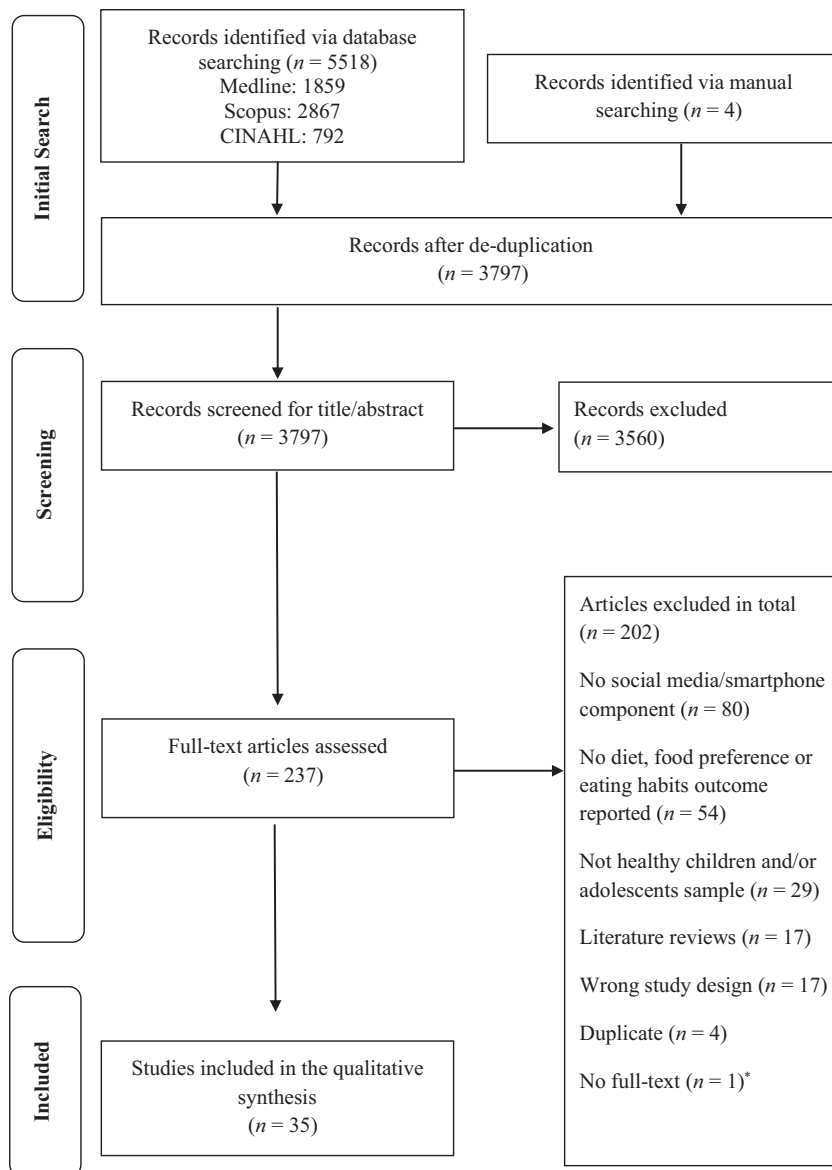 Initial Search
Records identified via database
searching (n = 5518)
Medline: 1859
Scopus: 2867
CINAHL: 792
Records identified via manual
searching (n = 4)
Records after de-duplication
(n = 3797)
Screening
Records screened for title/abstract
(n = 3797)
Records excluded
(n = 3560)
Eligibility
Full-text articles assessed
(n = 237)
Articles excluded in total
(n = 202)
No social media/smartphone
component (n = 80)
No diet, food preference or
eating habits outcome
reported (n = 54)
Not healthy children and/or
adolescents sample (n = 29)
Literature reviews (n = 17)
Wrong study design (n = 17)
Duplicate (n = 4)
No full-text (n = 1)*
Included
Studies included in the qualitative
synthesis
(n = 35)